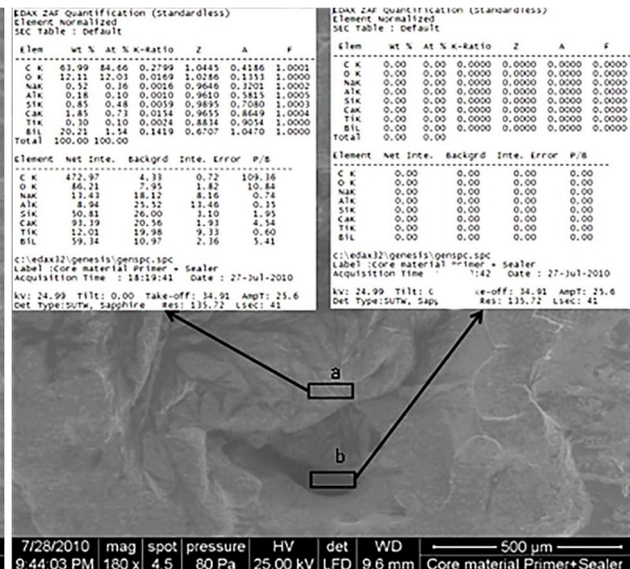 EDAX ZAF Quantification (Standardless)
Element Normalized
SEC Table : Default
Elem Wt % At % K-Ratio Z A F
C K 63.99 84.66 0.2799 1.0445 0.4186 1.0001
O K 12.11 12.03 0.0169 1.0286 0.1353 1.0000
NaK 0.52 0.36 0.0016 0.9646 0.3201 1.0002
AlK 0.18 0.10 0.0010 0.9610 0.5815 1.0005
SiK 0.85 0.48 0.0059 0.9895 0.7080 1.0003
CaK 1.85 0.73 0.0154 0.9655 0.8649 1.0004
TiK 0.30 0.10 0.0024 0.8834 0.9054 1.0000
BiL 20.21 1.54 0.1419 0.6707 1.0470 1.0000
Total 100.00 100.00
Element Net Inte. Backgrd Inte. Error P/B
C K 472.97 4.33 0.72 109.36
O K 86.21 7.95 1.82 10.84
NaK 13.43 18.12 8.16 0.74
AlK 8.94 25.52 13.46 0.35
SiK 50.81 26.00 3.10 1.95
CaK 93.39 20.56 1.93 4.54
TiK 12.01 19.98 9.33 0.60
BiL 59.34 10.97 2.36 5.41
c:\edax32\genesis\genspc.spc
Label :Core material Primer + Sealer
Acquisition Time : 18:19:41 Date : 27-Jul-2010
kV: 24.99 Tilt: 0.00 Take-off: 34.91 AmpT: 25.6
Det Type:SUTW, Sapphire Res: 135.72 Lsec: 41
EDAX ZAF Quantification (Standardless)
Element Normalized
SEC Table : Default
Elem Wt % At % K-Ratio Z A F
C K 0.00 0.00 0.0000 0.0000 0.0000 0.0000
O K 0.00 0.00 0.0000 0.0000 0.0000 0.0000
NaK 0.00 0.00 0.0000 0.0000 0.0000 0.0000
AlK 0.00 0.00 0.0000 0.0000 0.0000 0.0000
SiK 0.00 0.00 0.0000 0.0000 0.0000 0.0000
CaK 0.00 0.00 0.0000 0.0000 0.0000 0.0000
TiK 0.00 0.00 0.0000 0.0000 0.0000 0.0000
BiL 0.00 0.00 0.0000 0.0000 0.0000 0.0000
Total 0.00 0.00
Element Net Inte. Backgrd Inte. Error P/B
C K 0.00 0.00 0.00 0.00
O K 0.00 0.00 0.00 0.00
NaK 0.00 0.00 0.00 0.00
AlK 0.00 0.00 0.00 0.00
SiK 0.00 0.00 0.00 0.00
CaK 0.00 0.00 0.00 0.00
TiK 0.00 0.00 0.00 0.00
BiL 0.00 0.00 0.00 0.00
c:\edax32\genesis\genspc.spc
Label :Core material Primer + Sealer
Acquisition Time :42 Date : 27-Jul-2010
kV: 24.99 Tilt: -off: 34.91 AmpT: 25.6
Det Type:SUTW, Res: 135.72 Lsec: 41
a
b
7/28/2010 mag spot pressure HV det WD 500 µm
9:44:03 PM 180 x 4.5 80 Pa 25.00 kV LFD 9.6 mm Core material Primer+Sealer